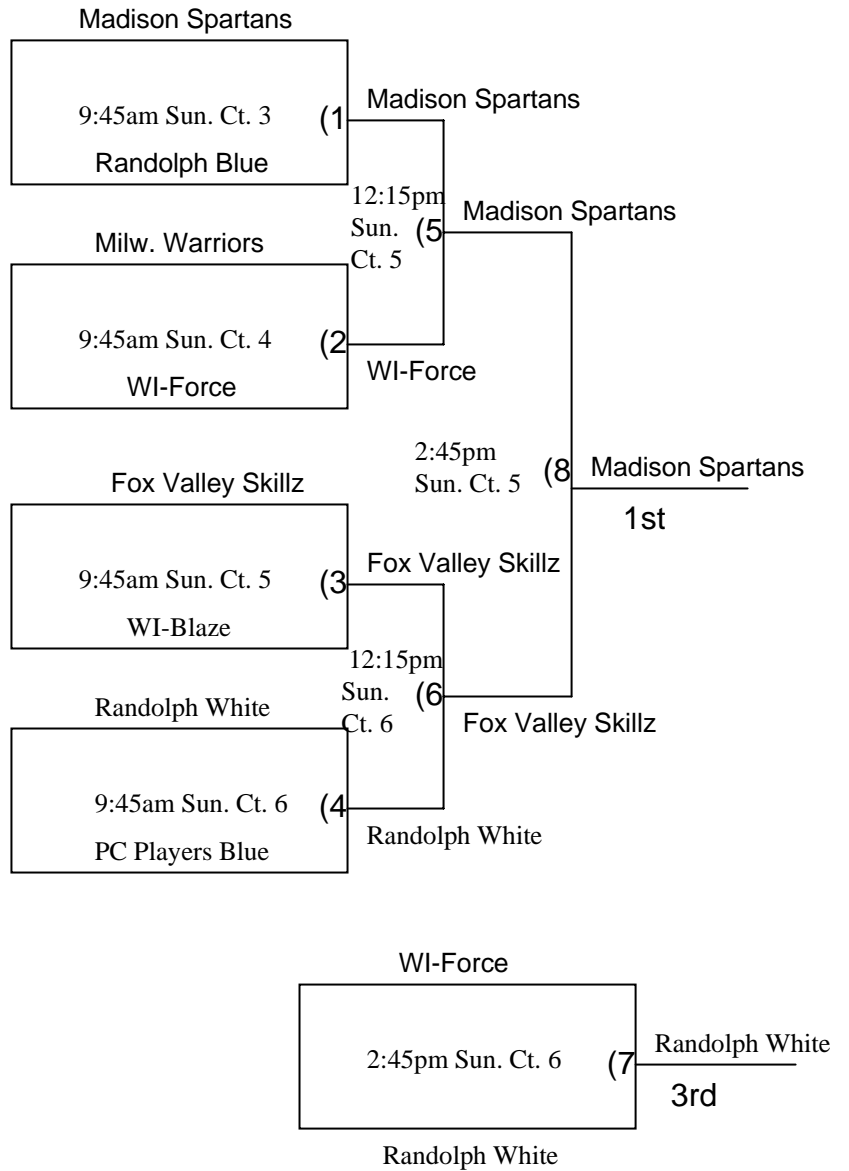 Madison Spartans
9:45am Sun. Ct. 3
(1
Madison Spartans
Randolph Blue
12:15pm
Sun.
Ct. 5
(5
Madison Spartans
Milw. Warriors
9:45am Sun. Ct. 4
(2
WI-Force
WI-Force
2:45pm
Sun. Ct. 5
(8
Madison Spartans
1st
Fox Valley Skillz
9:45am Sun. Ct. 5
(3
Fox Valley Skillz
WI-Blaze
12:15pm
Sun.
Ct. 6
(6
Fox Valley Skillz
Randolph White
9:45am Sun. Ct. 6
(4
Randolph White
PC Players Blue
WI-Force
2:45pm Sun. Ct. 6
(7
Randolph White
3rd
Randolph White